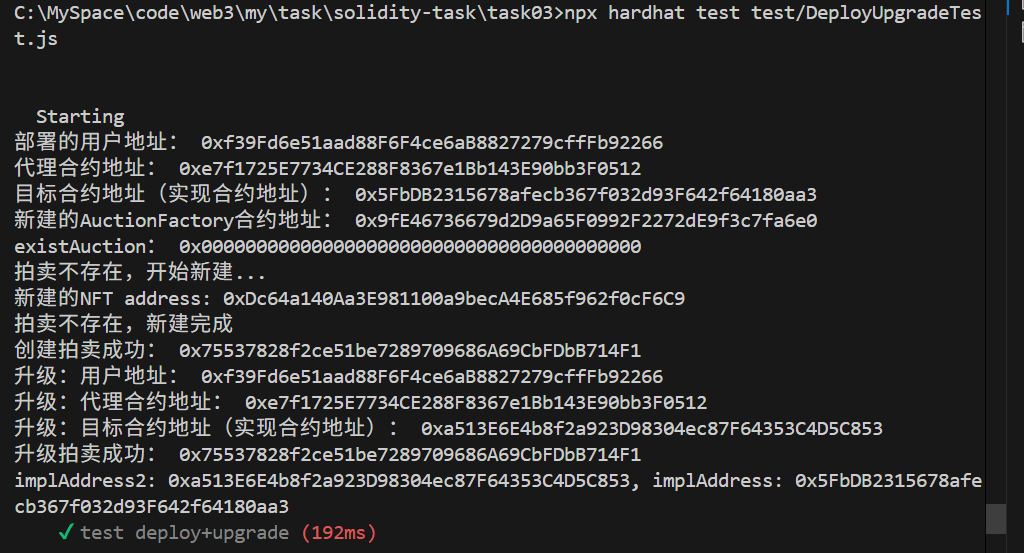 C:\MySpace\code\web3\my\task\solidity-task\task03>npx hardhat test test/DeployUpgradeTes
t.js
Starting
部署的用户地址： 0xf39Fd6e51aad88F6F4ce6aB8827279cffFb92266
代理合约地址： 0xe7f1725E7734CE288F8367e1Bb143E90bb3F0512
目标合约地址（实现合约地址）： 0x5FbDB2315678afecb367f032d93F642f64180aa3
新建的AuctionFactory合约地址： 0x9fE46736679d2D9a65F0992F2272dE9f3c7fa6e0
existAuction： 0x0000000000000000000000000000000000000000
拍卖不存在，开始新建...
新建的NFT address: 0xDc64a140Aa3E981100a9becA4E685f962f0cF6C9
拍卖不存在，新建完成
创建拍卖成功： 0x75537828f2ce51be7289709686A69CbFDbB714F1
升级：用户地址： 0xf39Fd6e51aad88F6F4ce6aB8827279cffFb92266
升级：代理合约地址： 0xe7f1725E7734CE288F8367e1Bb143E90bb3F0512
升级：目标合约地址（实现合约地址）： 0xa513E6E4b8f2a923D98304ec87F64353C4D5C853
升级拍卖成功： 0x75537828f2ce51be7289709686A69CbFDbB714F1
implAddress2: 0xa513E6E4b8f2a923D98304ec87F64353C4D5C853, implAddress: 0x5FbDB2315678afe
cb367f032d93F642f64180aa3
✓ test deploy+upgrade (192ms)